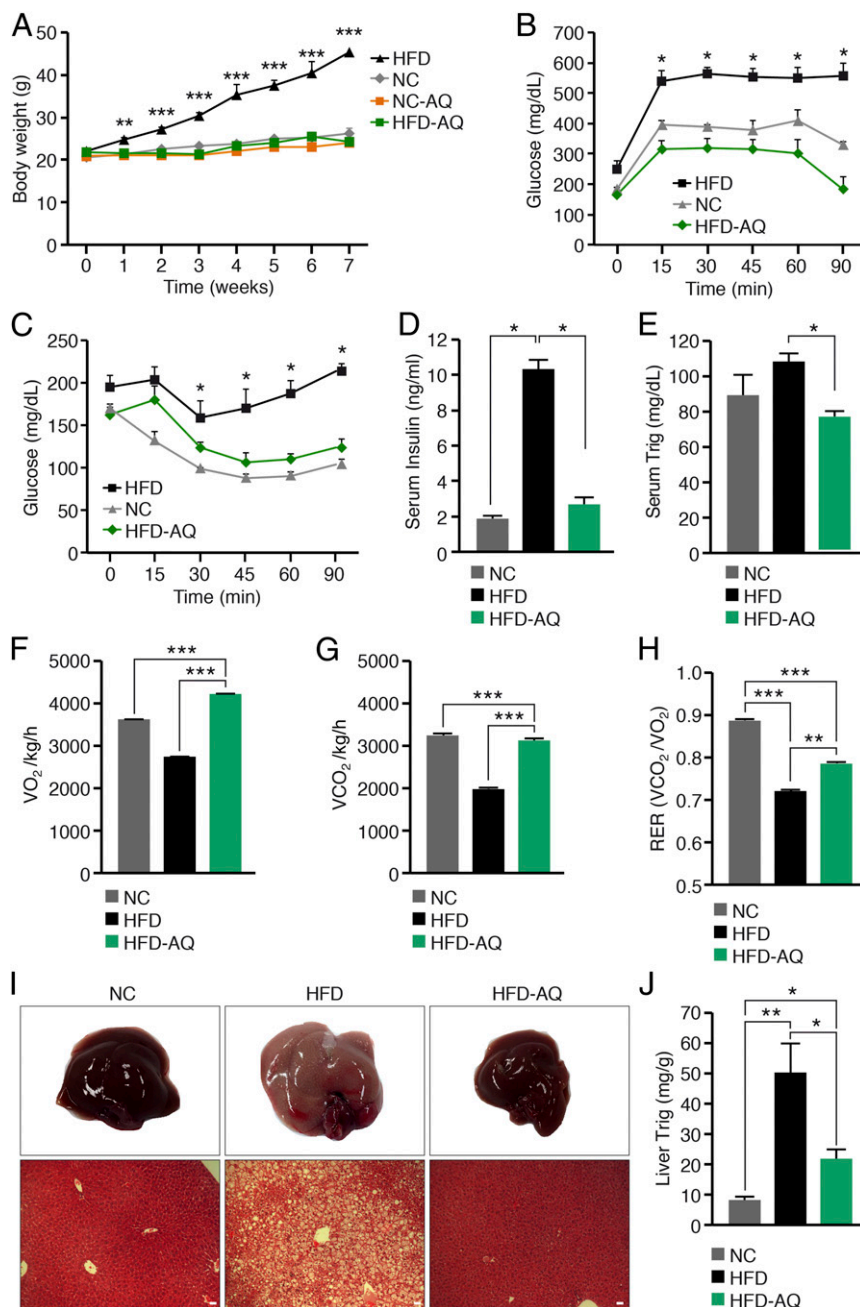 A
Body weight (g)
50
40
30
20
10
0
** *** *** *** *** *** ***
HFD
NC
NC-AQ
HFD-AQ
0 1 2 3 4 5 6 7
Time (weeks)
B
Glucose (mg/dL)
700
600
500
400
300
200
100
* * * * *
HFD
NC
HFD-AQ
0 15 30 45 60 90
Time (min)
C
Glucose (mg/dL)
250
200
150
100
50
0
* * * * *
HFD
NC
HFD-AQ
0 15 30 45 60 90
Time (min)
D
Serum Insulin (ng/ml)
12
10
8
6
4
2
0
* *
NC
HFD
HFD-AQ
E
Serum Trig (mg/dL)
120
100
80
60
40
20
0
*
NC
HFD
HFD-AQ
F
VO2/kg/h
5000
4000
3000
2000
1000
0
***
***
NC
HFD
HFD-AQ
G
VCO2/kg/h
5000
4000
3000
2000
1000
0
***
***
NC
HFD
HFD-AQ
H
RER (VCO2/VO2)
1.0
0.9
0.8
0.7
0.6
0.5
***
***
**
NC
HFD
HFD-AQ
I
NC HFD HFD-AQ
J
Liver Trig (mg/g)
70
60
50
40
30
20
10
0
*
**
*
NC
HFD
HFD-AQ